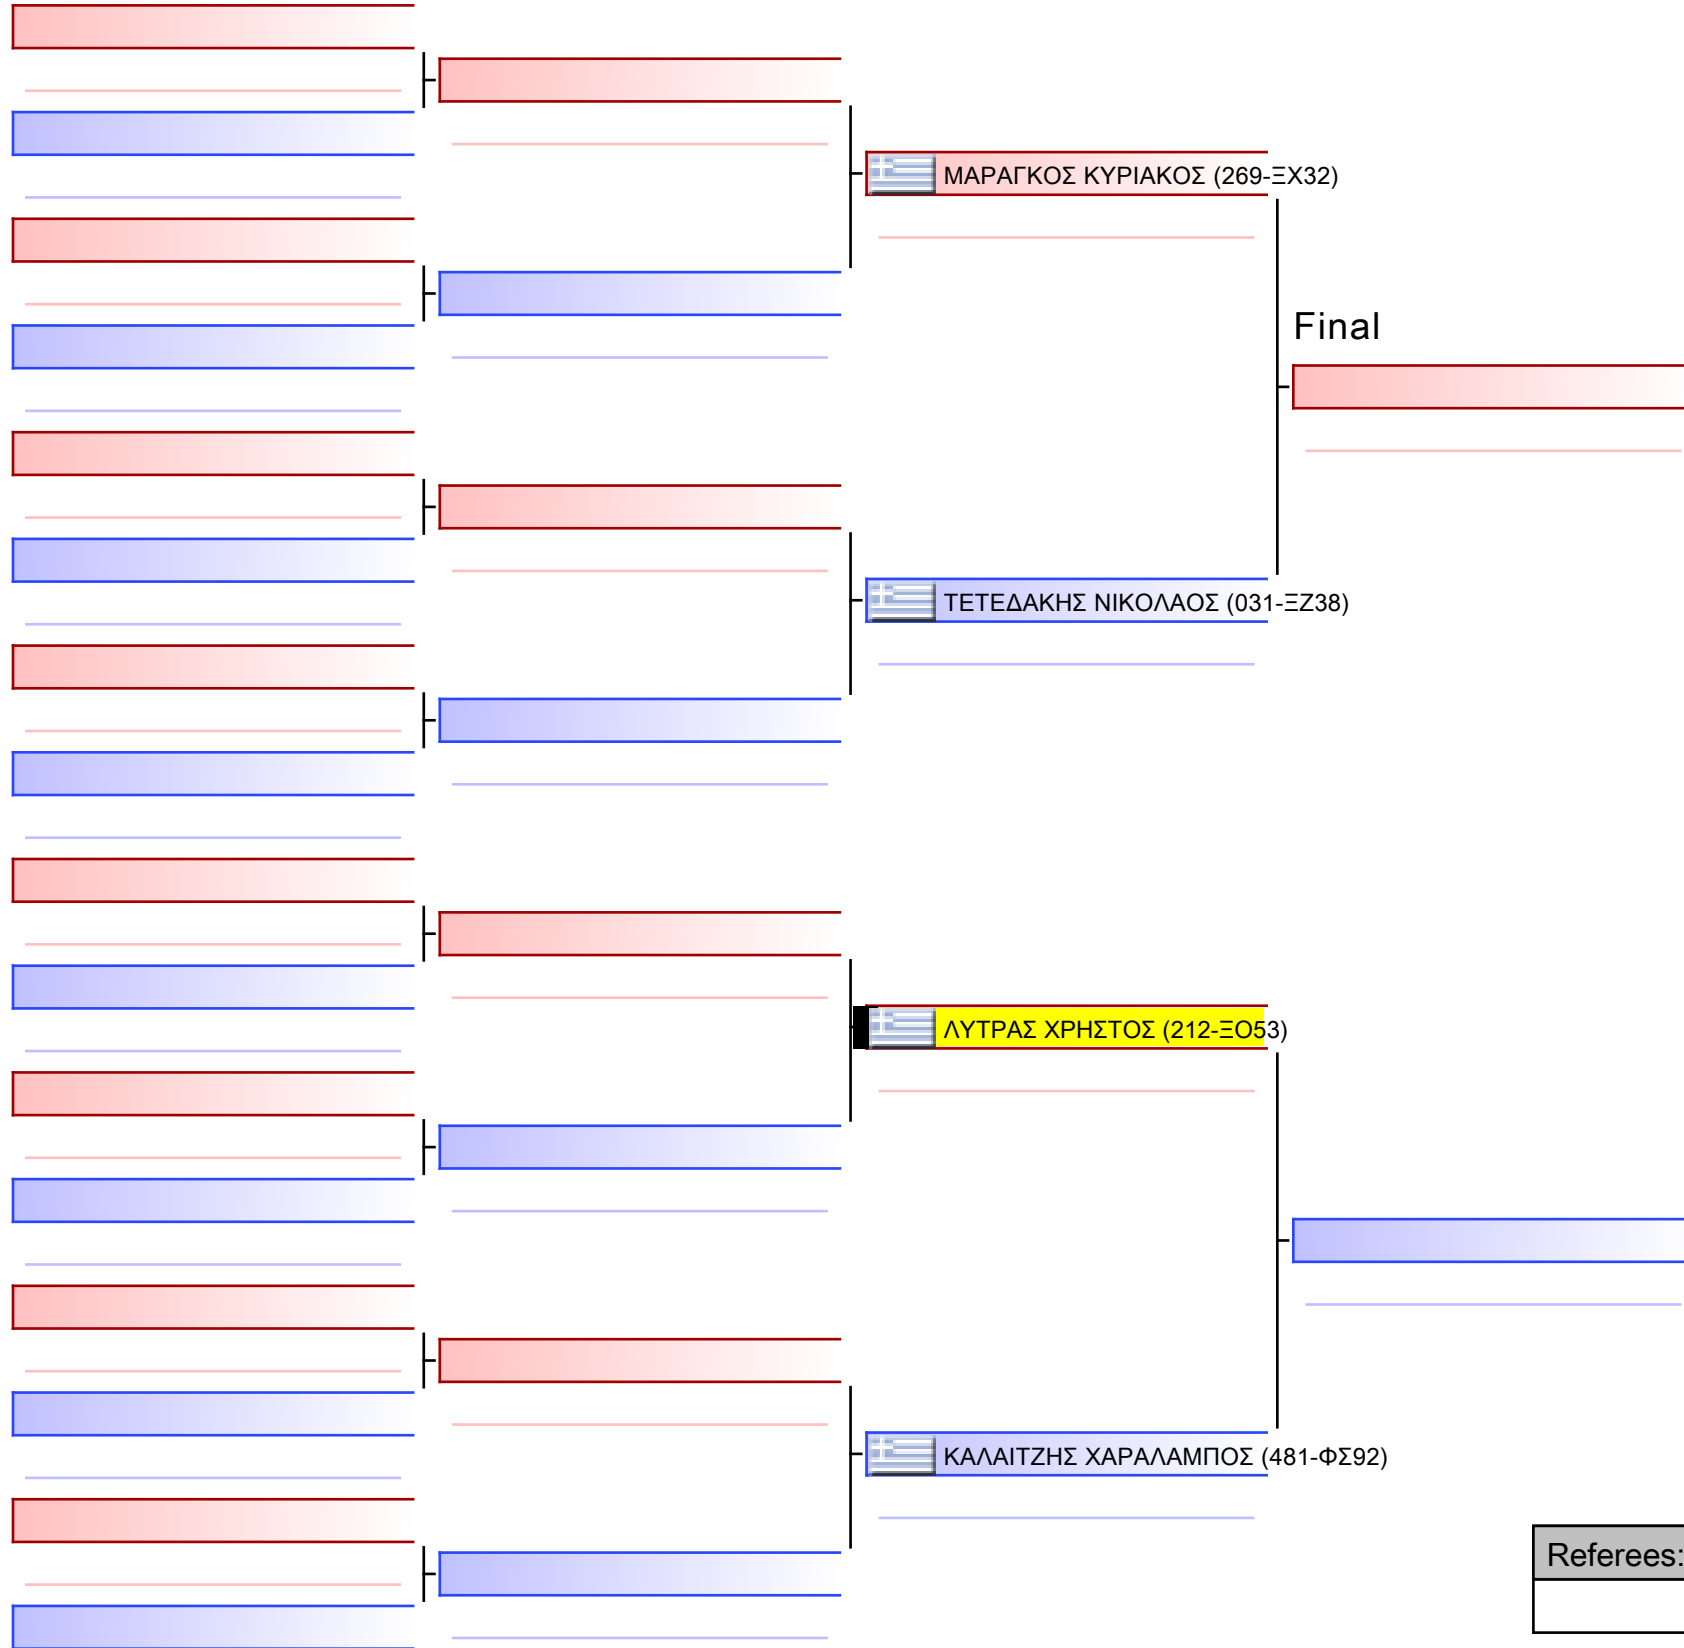 ΜΑΡΑΓΚΟΣ ΚΥΡΙΑΚΟΣ (269-ΞΧ32)
Final
ΤΕΤΕΔΑΚΗΣ ΝΙΚΟΛΑΟΣ (031-ΞΖ38)
ΛΥΤΡΑΣ ΧΡΗΣΤΟΣ (212-ΞΟ53)
ΚΑΛΑΙΤΖΗΣ ΧΑΡΑΛΑΜΠΟΣ (481-ΦΣ92)
Referees: